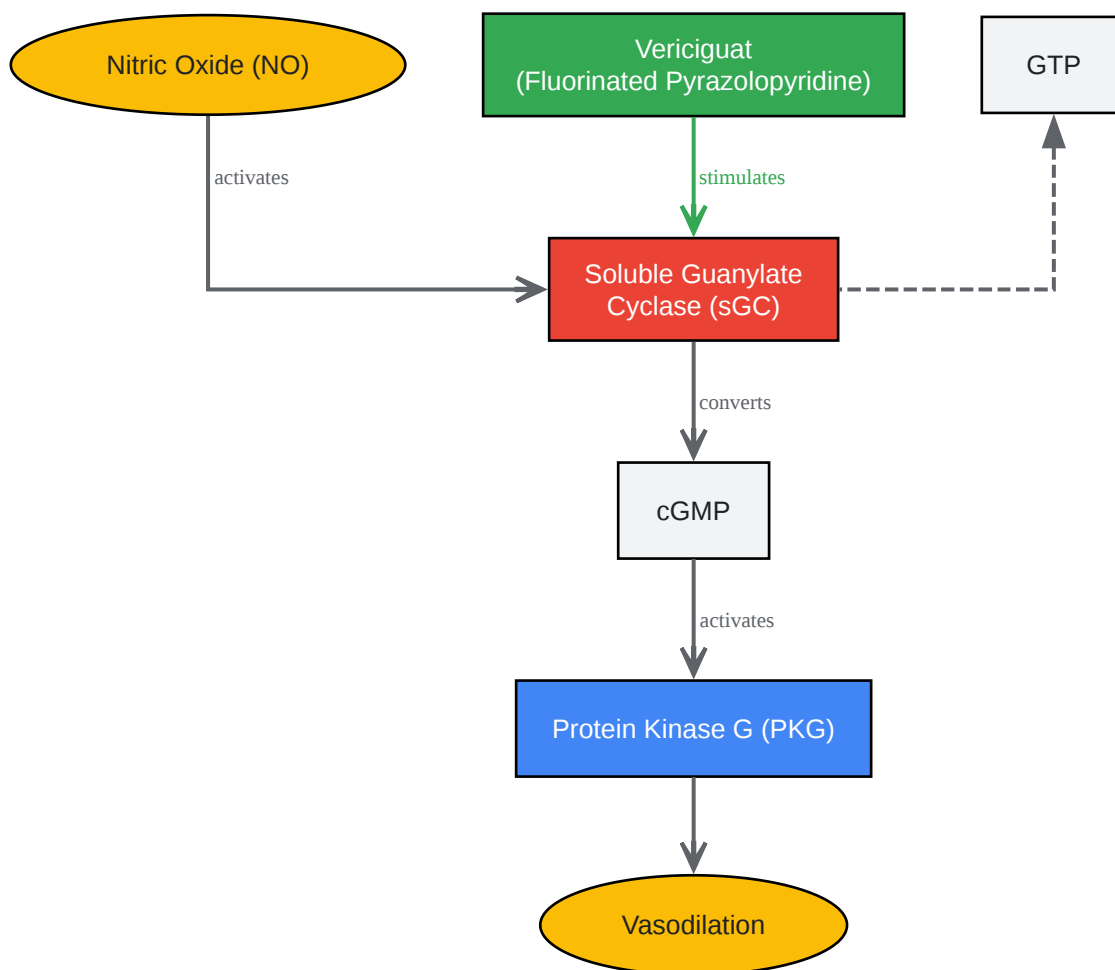 Nitric Oxide (NO)
Vericiguat
(Fluorinated Pyrazolopyridine)
GTP
activates
stimulates
Soluble Guanylate
Cyclase (sGC)
converts
cGMP
activates
Protein Kinase G (PKG)
Vasodilation